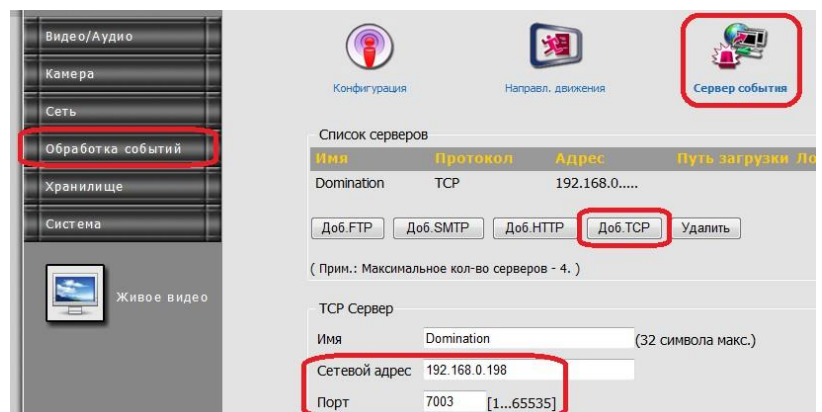 Видео/Аудио
Камера
Сеть
Обработка событий
Хранилище
Система
Живое видео
Конфигурация
Направл. движения
Сервер события
Список серверов
Имя Протокол Адрес Путь загрузки
Domination TCP 192.168.0.....
Доб.FTP Доб.SMTP Доб.HTTP Доб.TCP Удалить
( Прим.: Максимальное кол-во серверов - 4. )
TCP Сервер
Имя Domination (32 символа макс.)
Сетевой адрес 192.168.0.198
Порт 7003 [1...65535]